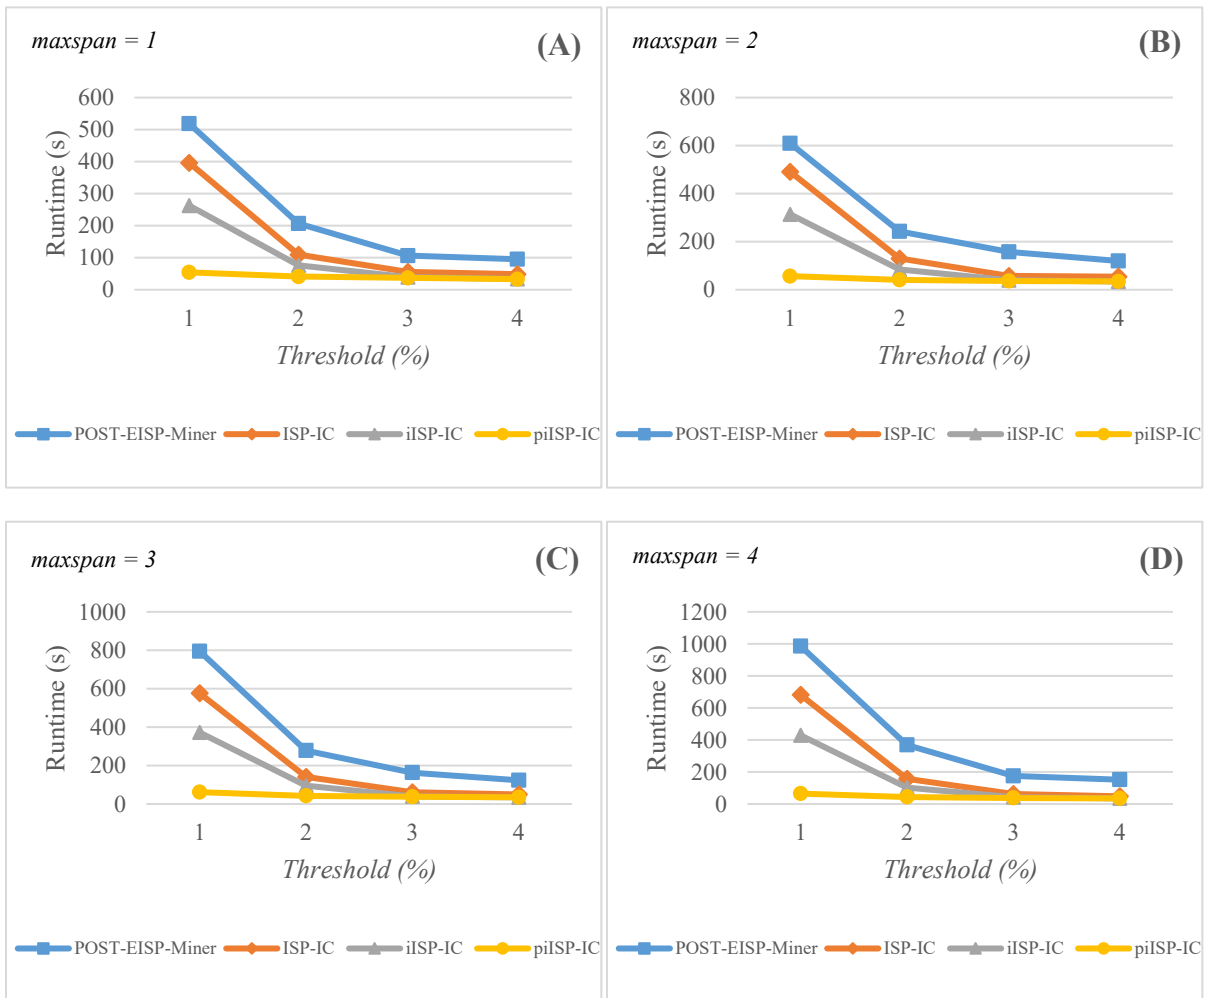 maxspan = 1
(A)
600
500
400
300
200
100
0
Runtime (s)
1 2 3 4
Threshold (%)
POST-EISP-Miner ISP-IC iISP-IC piISP-IC
maxspan = 2
(B)
800
600
400
200
0
Runtime (s)
1 2 3 4
Threshold (%)
POST-EISP-Miner ISP-IC iISP-IC piISP-IC
maxspan = 3
(C)
1000
800
600
400
200
0
Runtime (s)
1 2 3 4
Threshold (%)
POST-EISP-Miner ISP-IC iISP-IC piISP-IC
maxspan = 4
(D)
1200
1000
800
600
400
200
0
Runtime (s)
1 2 3 4
Threshold (%)
POST-EISP-Miner ISP-IC iISP-IC piISP-IC